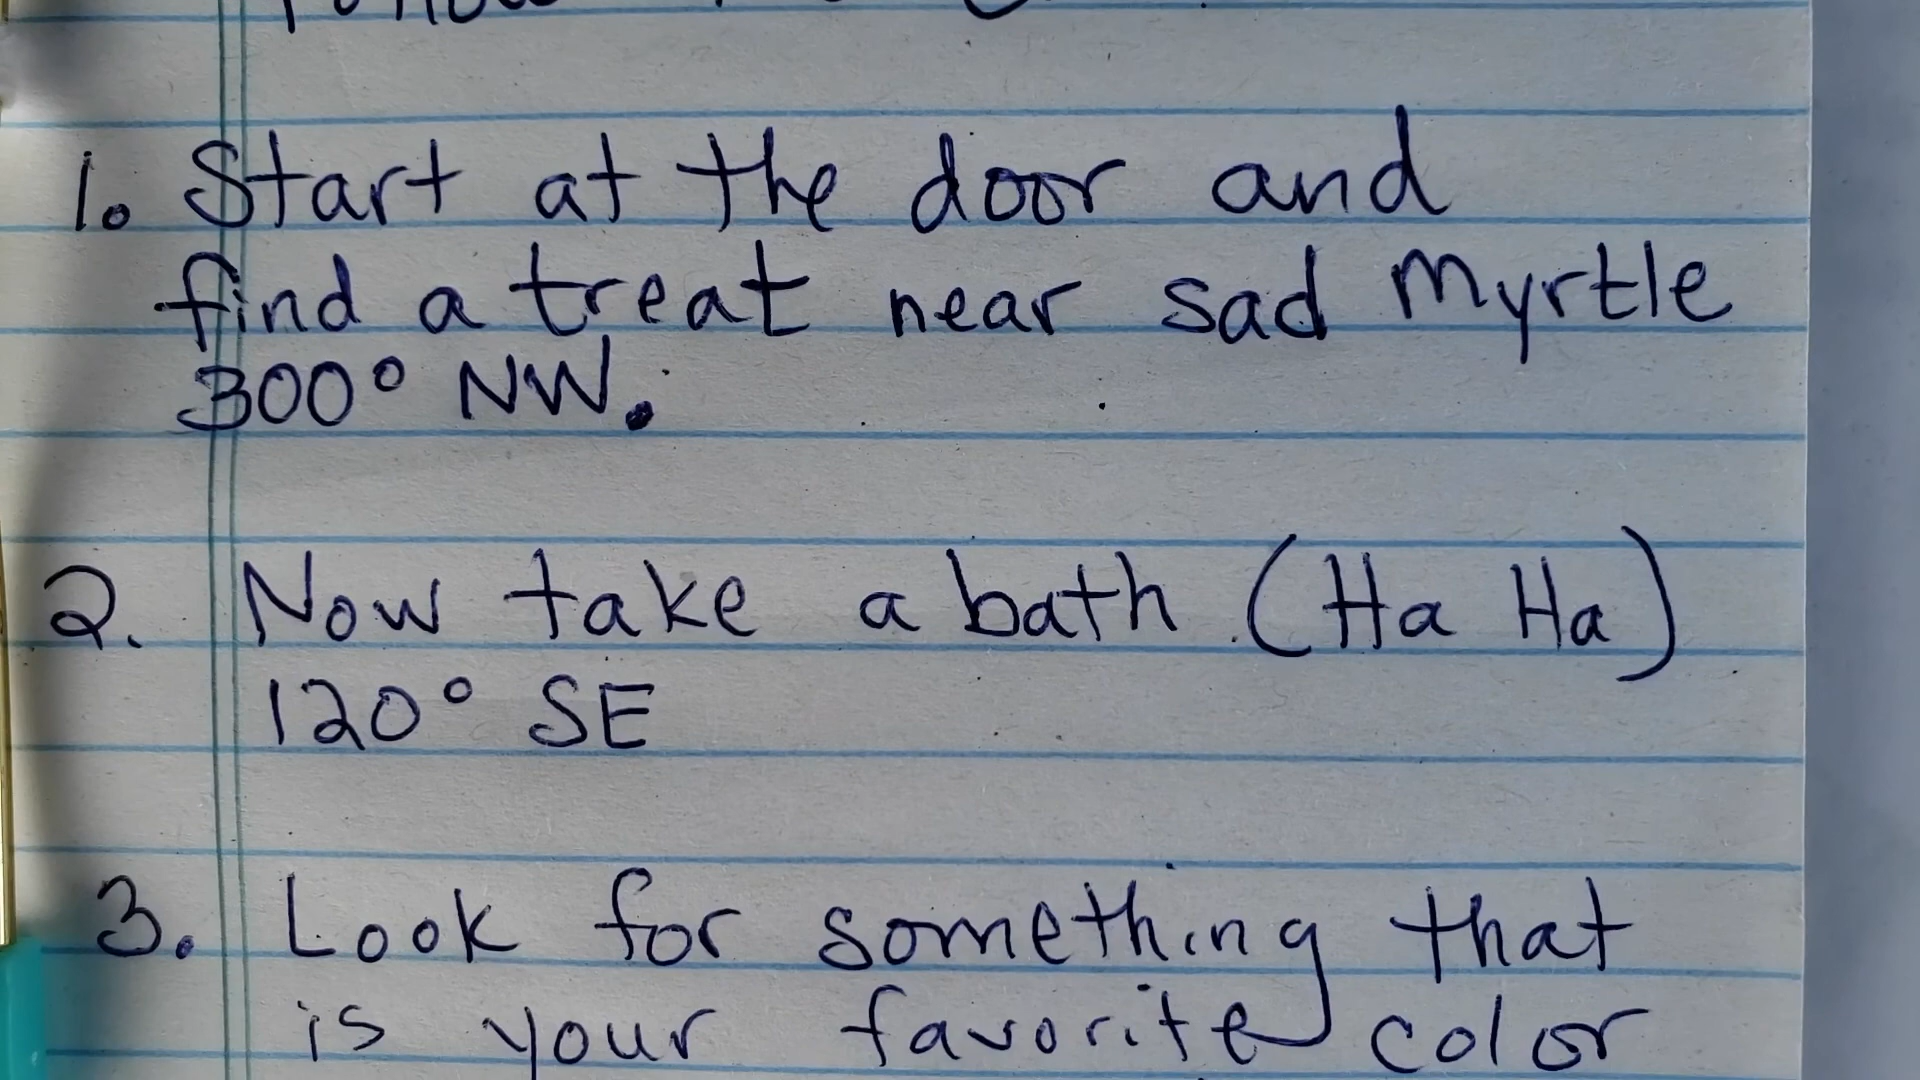 1. Start at the door and
find a treat near sad Myrtle
300° NW.
2. Now take a bath (Ha Ha)
120° SE
3. Look for something that
is your favorite color